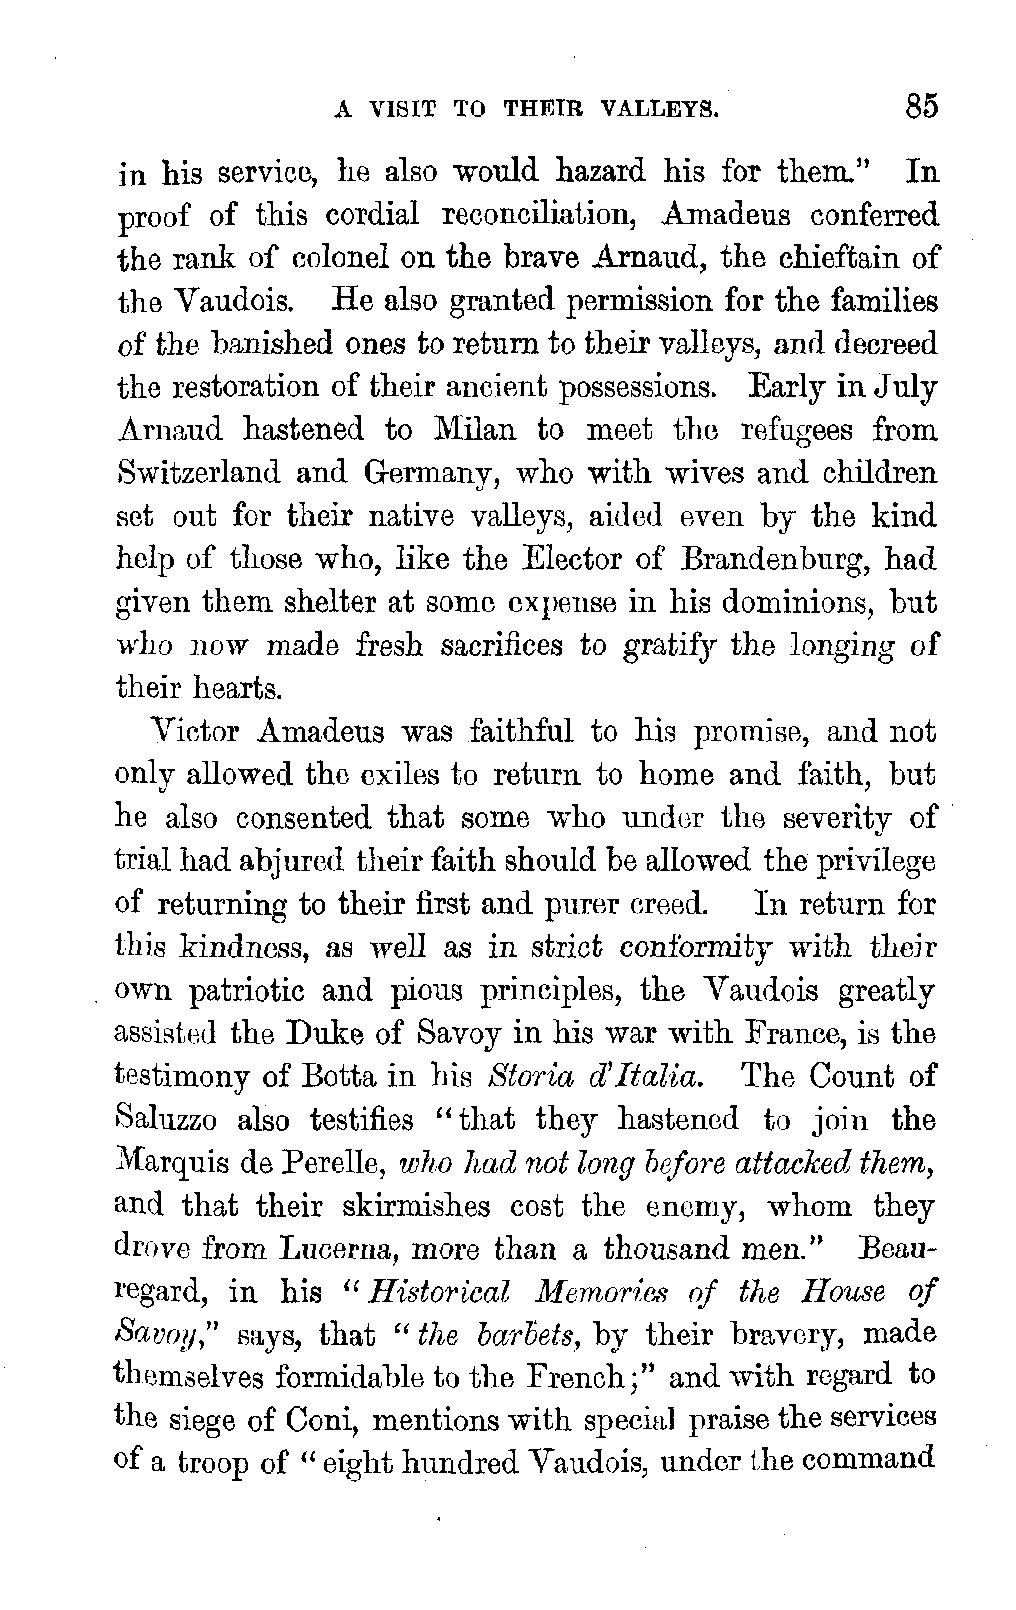 A VISIT TO THEIR VALLEYS. 85
in his service, he also would hazard his for them." In
proof of this cordial reconciliation, Amadeus conferred
the rank of colonel on the brave Arnaud, the chieftain of
the Vaudois. He also granted permission for the families
of the banished ones to return to their valleys, and decreed
the restoration of their ancient possessions. Early in July
Arnaud hastened to Milan to meet the refugees from
Switzerland and Germany, who with wives and children
set out for their native valleys, aided even by the kind
help of those who, like the Elector of Brandenburg, had
given them shelter at some expense in his dominions, but
who now made fresh sacrifices to gratify the longing of
their hearts.
Victor Amadeus was faithful to his promise, and not
only allowed the exiles to return to home and faith, but
he also consented that some who under the severity of
trial had abjured their faith should be allowed the privilege
of returning to their first and purer creed. In return for
this kindness, as well as in strict conformity with their
own patriotic and pious principles, the Vaudois greatly
assisted the Duke of Savoy in his war with France, is the
testimony of Botta in his Storia d'Italia. The Count of
Saluzzo also testifies "that they hastened to join the
Marquis de Perelle, who had not long before attacked them,
and that their skirmishes cost the enemy, whom they
drove from Lucerna, more than a thousand men." Beau-
regard, in his "Historical Memories of the House of
Savoy," says, that "the barbets, by their bravery, made
themselves formidable to the French;" and with regard to
the siege of Coni, mentions with special praise the services
of a troop of "eight hundred Vaudois, under the command